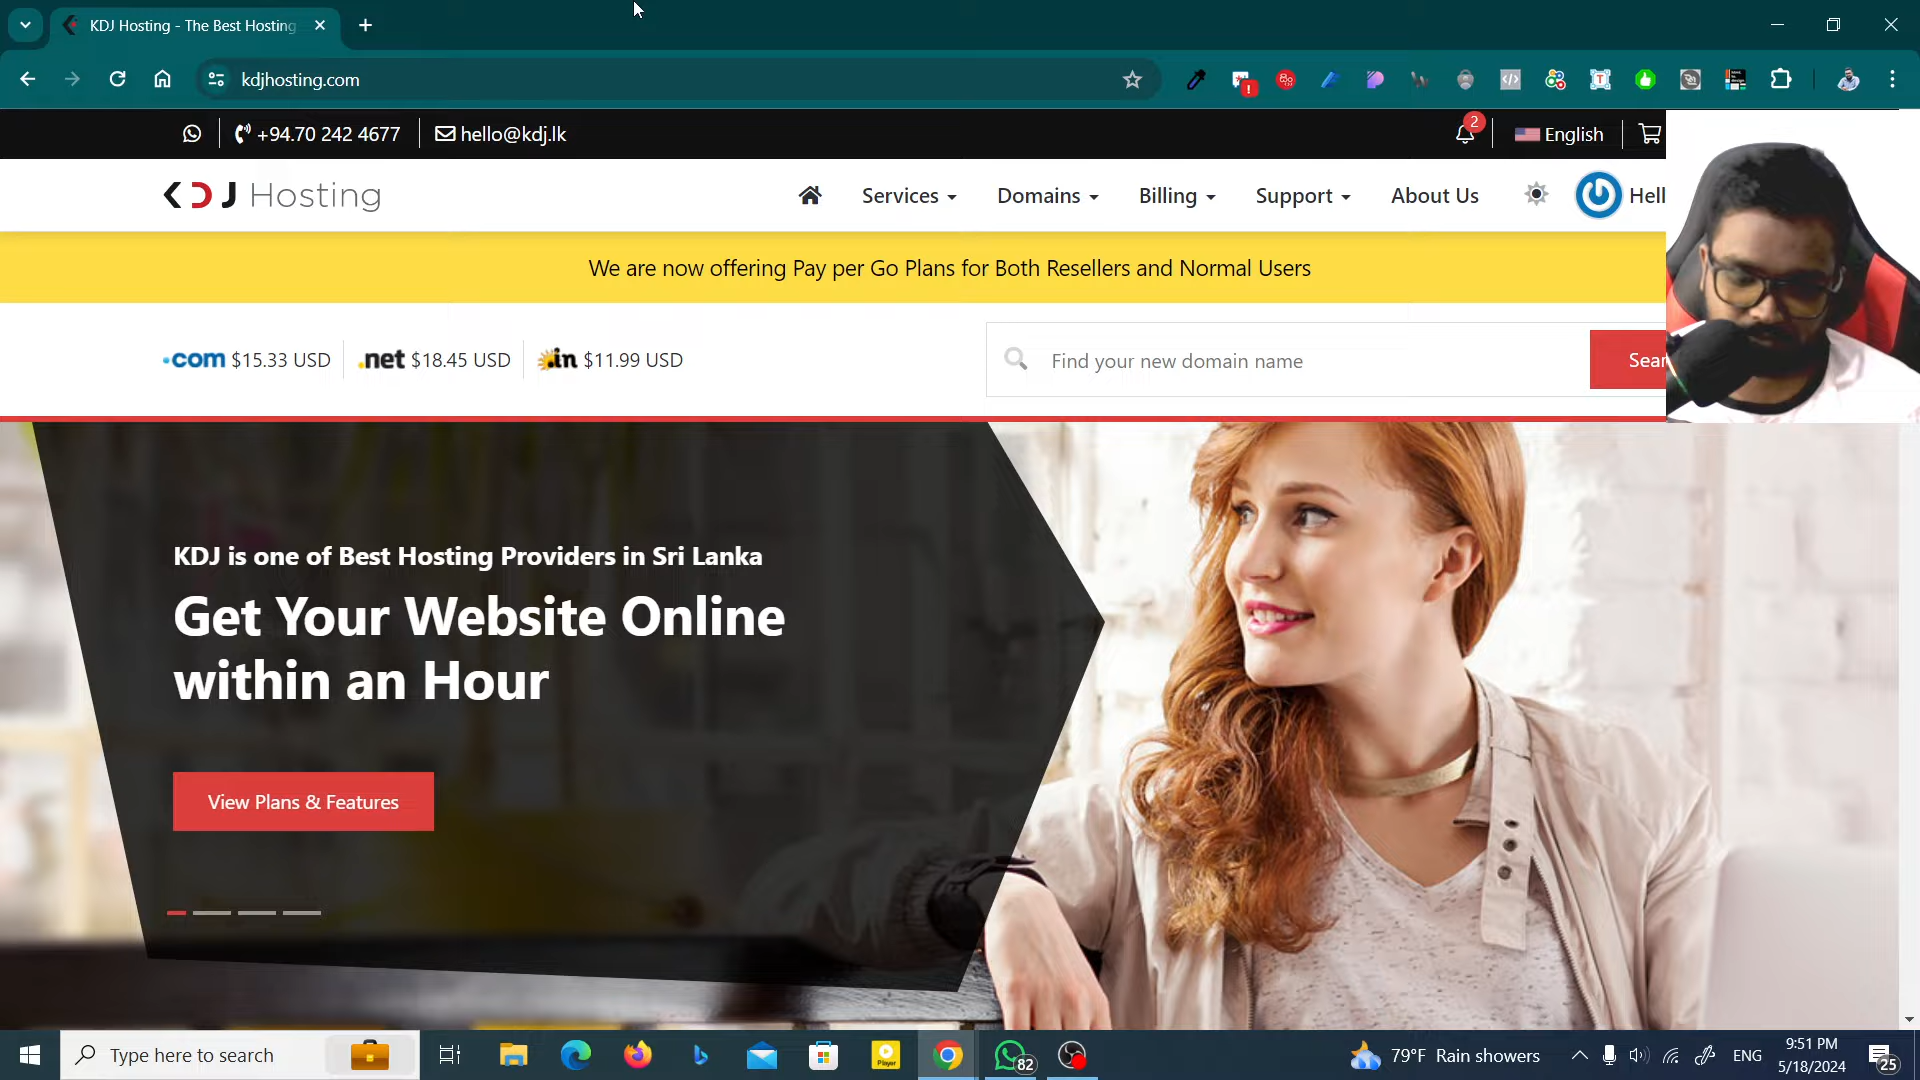 KDJ Hosting - The Best Hosting
kdjhosting.com
+94.70 242 4677
hello@kdj.lk
2
English
KDJ Hosting
Services
Domains
Billing
Support
About Us
Hell
We are now offering Pay per Go Plans for Both Resellers and Normal Users
.com $15.33 USD
.net $18.45 USD
.in $11.99 USD
Find your new domain name
Sear
KDJ is one of Best Hosting Providers in Sri Lanka
Get Your Website Online
within an Hour
View Plans & Features
Type here to search
Player
82
79°F Rain showers
ENG
9:51 PM
5/18/2024
25